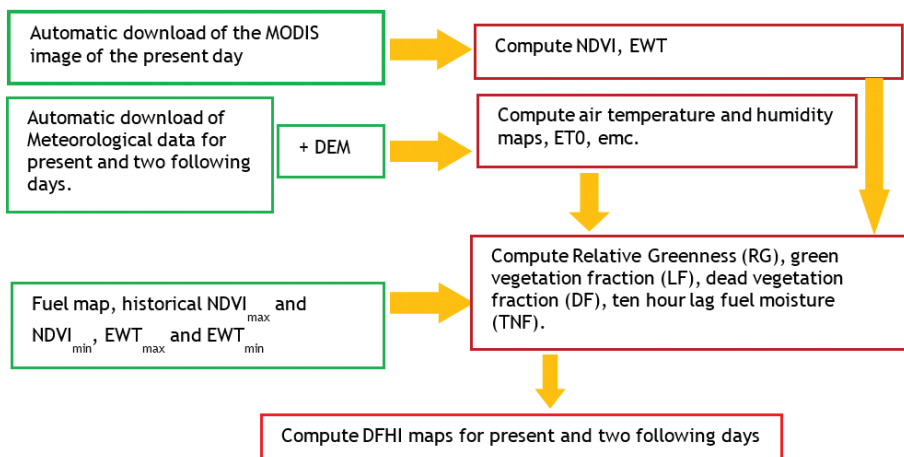 Automatic download of the MODIS
image of the present day
Compute NDVI, EWT
Automatic download of
Meteorological data for
present and two following
days.
+ DEM
Compute air temperature and humidity
maps, ET0, emc.
Compute Relative Greenness (RG), green
vegetation fraction (LF), dead vegetation
fraction (DF), ten hour lag fuel moisture
(TNF).
Fuel map, historical NDVImax and
NDVImin, EWTmax and EWTmin
Compute DFHI maps for present and two following days